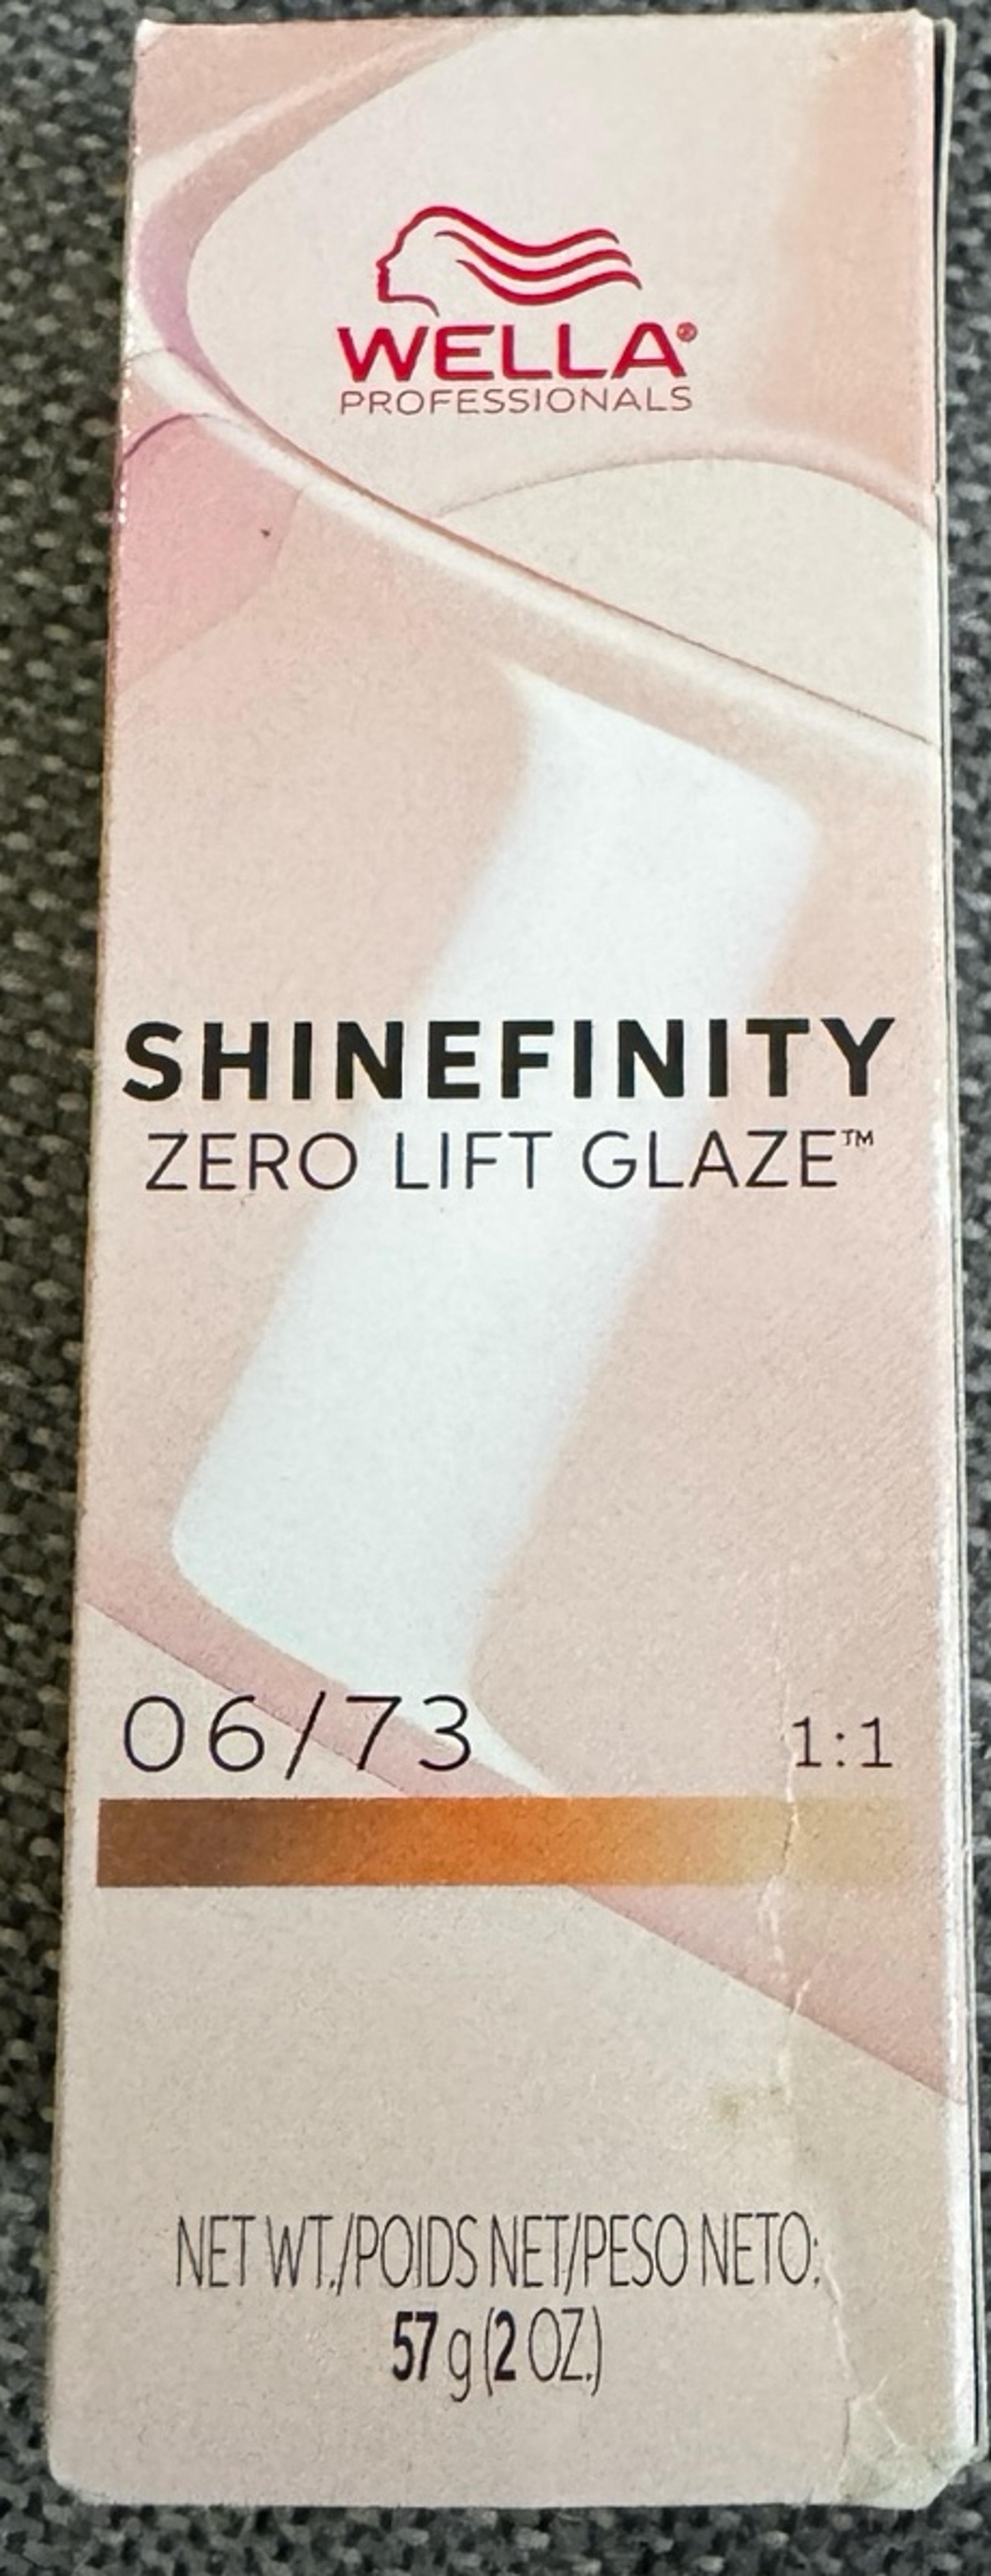 WELLA®
PROFESSIONALS
SHINEFINITY
ZERO LIFT GLAZE™
06/73 1:1
NET WT./POIDS NET/PESO NETO:
57 g (2 OZ.)